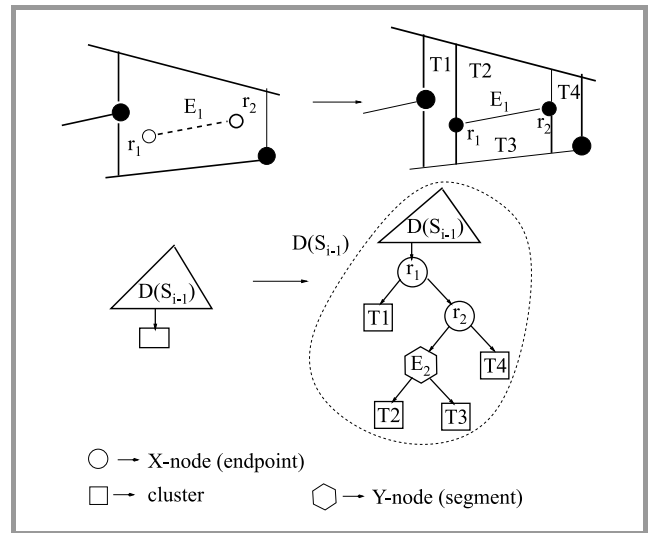 E₁
r₂
r₁
T1
T2
T4
E₁
r₁
r₂
T3
D(Sᵢ₋₁)
D(Sᵢ₋₁)
D(Sᵢ₋₁)
r₁
T1
r₂
E₂
T4
T2
T3
X-node (endpoint)
cluster
Y-node (segment)